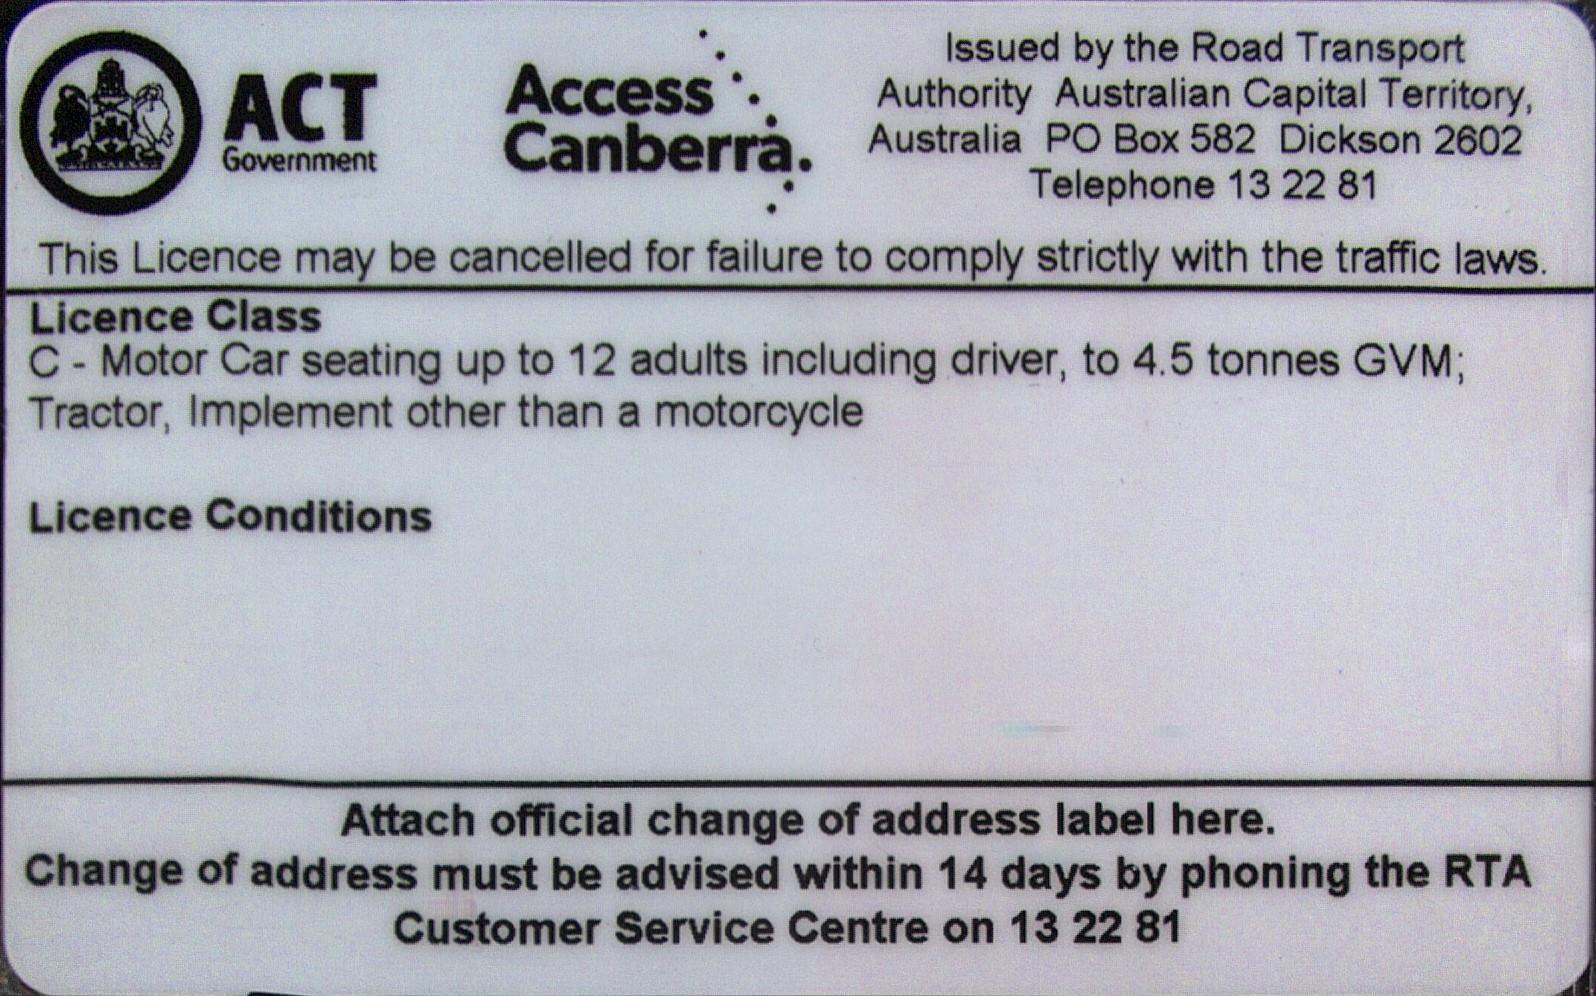 ACT
Government
Access
Canberra.
Issued by the Road Transport
Authority Australian Capital Territory,
Australia PO Box 582 Dickson 2602
Telephone 13 22 81
This Licence may be cancelled for failure to comply strictly with the traffic laws.
Licence Class
C - Motor Car seating up to 12 adults including driver, to 4.5 tonnes GVM;
Tractor, Implement other than a motorcycle
Licence Conditions
Attach official change of address label here.
Change of address must be advised within 14 days by phoning the RTA
Customer Service Centre on 13 22 81